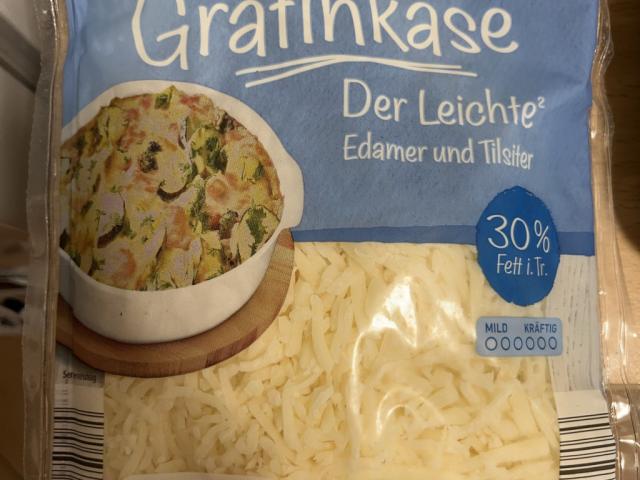 Gratinkäse
Der Leichte²
Edamer und Tilsiter
30%
Fett i. Tr.
MILD KRÄFTIG